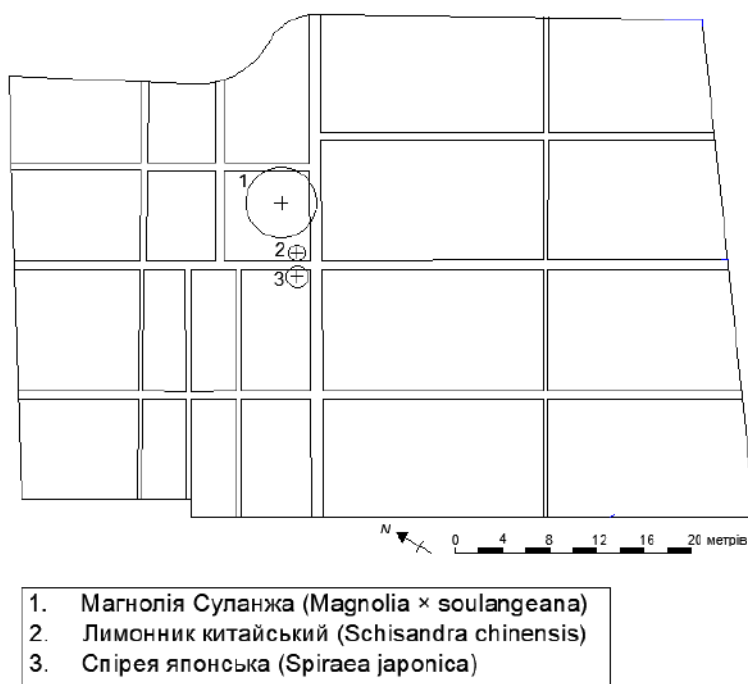 1
2
3
N
0 4 8 12 16 20 метрів
1. Магнолія Суланжа (Magnolia × soulangeana)
2. Лимонник китайський (Schisandra chinensis)
3. Спірея японська (Spiraea japonica)